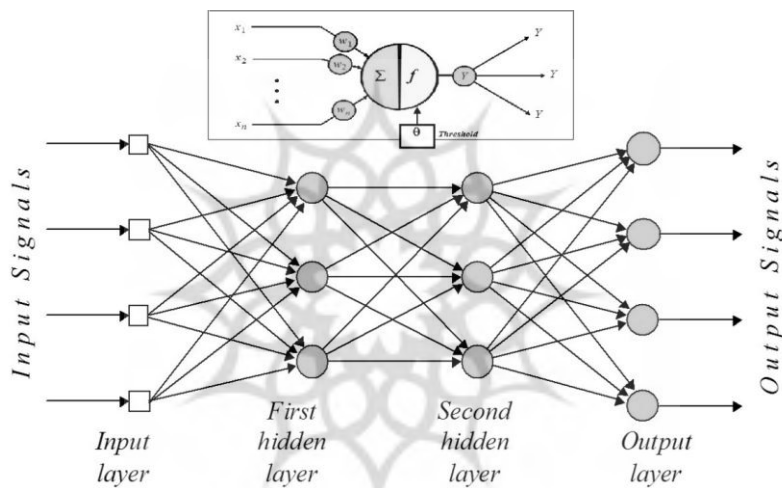 x1
w1
x2
w2
xn
wn
Σ
f
Y
Y
Y
Y
θ
Threshold
Input Signals
Output Signals
Input
layer
First
hidden
layer
Second
hidden
layer
Output
layer